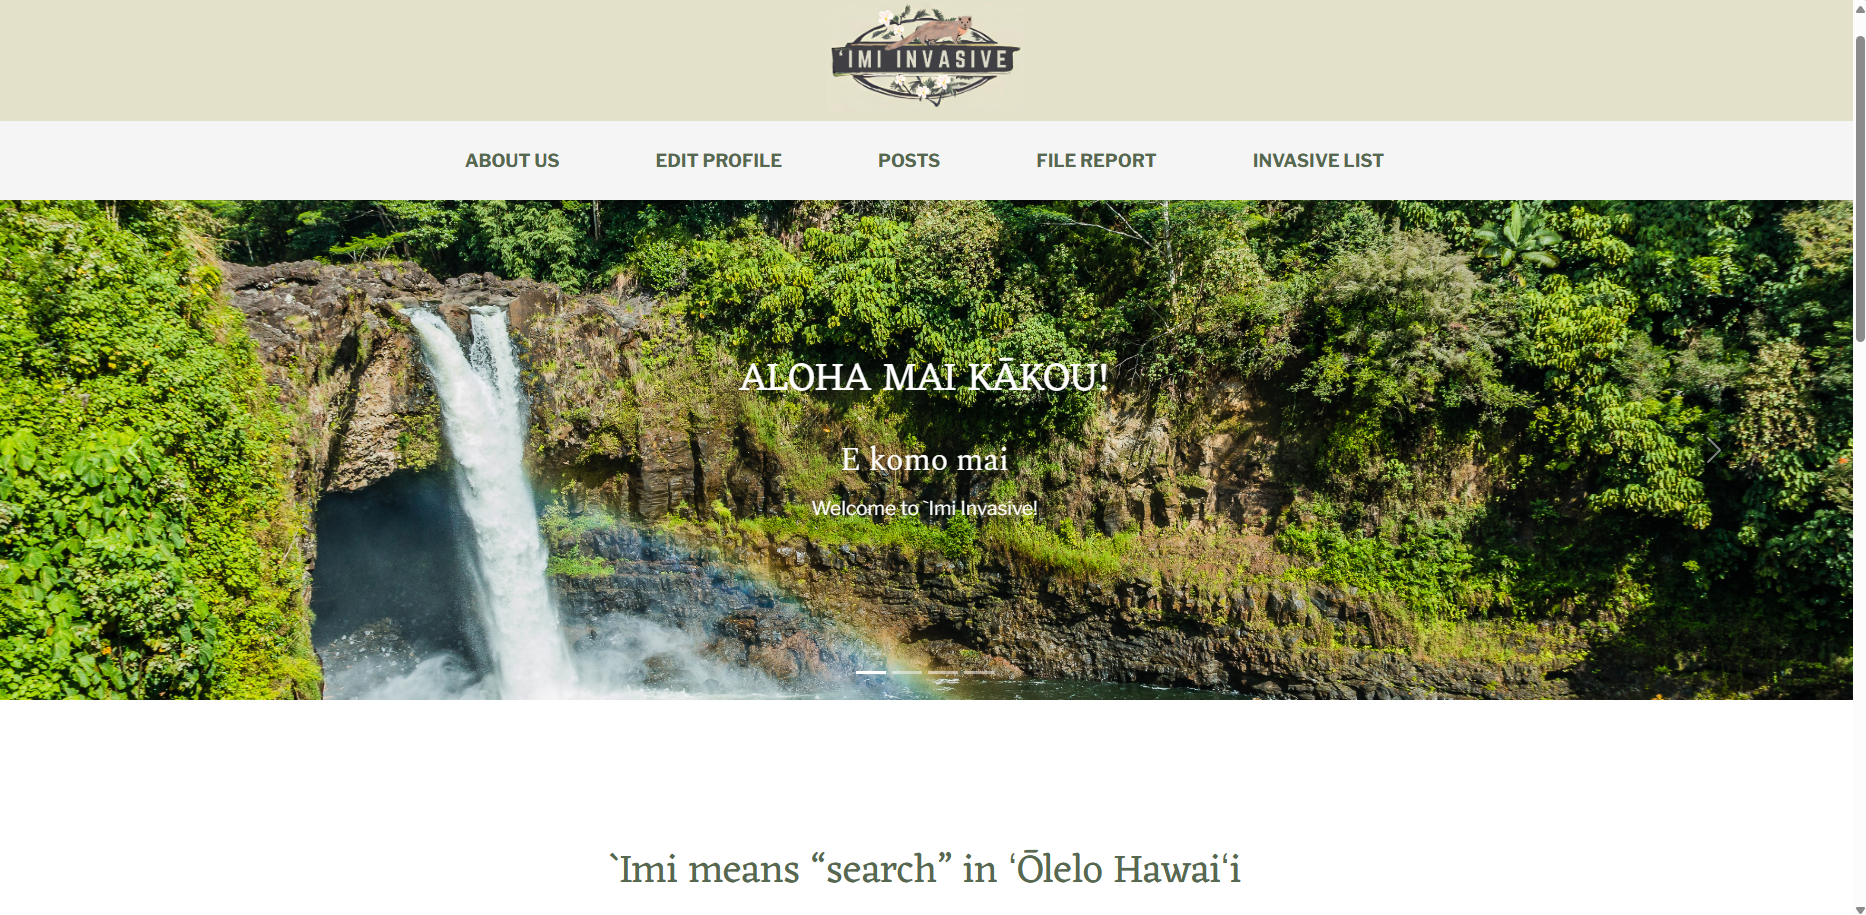 ʻIMI INVASIVE
ABOUT US
EDIT PROFILE
POSTS
FILE REPORT
INVASIVE LIST
ALOHA MAI KĀKOU!
E komo mai
Welcome to `Imi Invasive!
`Imi means “search” in ʻŌlelo Hawaiʻi